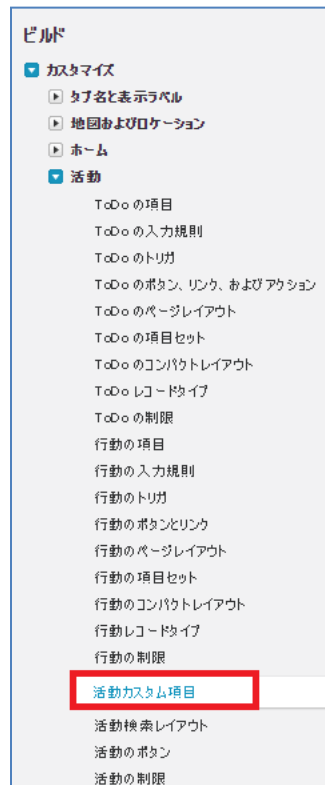 ビルド
カスタマイズ
タブ名と表示ラベル
地図およびロケーション
ホーム
活動
ToDo の項目
ToDo の入力規則
ToDo のトリガ
ToDo のボタン、リンク、およびアクション
ToDo のページレイアウト
ToDo の項目セット
ToDo のコンパクトレイアウト
ToDo レコードタイプ
ToDo の制限
行動の項目
行動の入力規則
行動のトリガ
行動のボタンとリンク
行動のページレイアウト
行動の項目セット
行動のコンパクトレイアウト
行動レコードタイプ
行動の制限
活動カスタム項目
活動検索レイアウト
活動のボタン
活動の制限